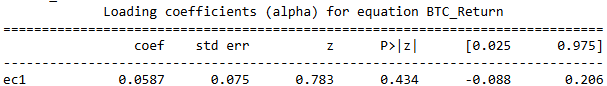 Loading coefficients (alpha) for equation BTC_Return
==============================================================================
coef std err z P>|z| [0.025 0.975]
------------------------------------------------------------------------------
ec1 0.0587 0.075 0.783 0.434 -0.088 0.206